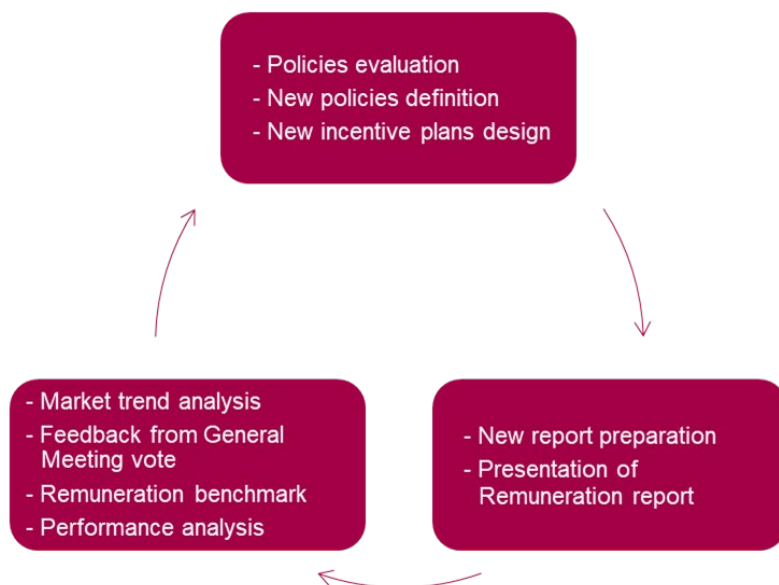 - Policies evaluation
- New policies definition
- New incentive plans design
- Market trend analysis
- Feedback from General
Meeting vote
- Remuneration benchmark
- Performance analysis
- New report preparation
- Presentation of
Remuneration report